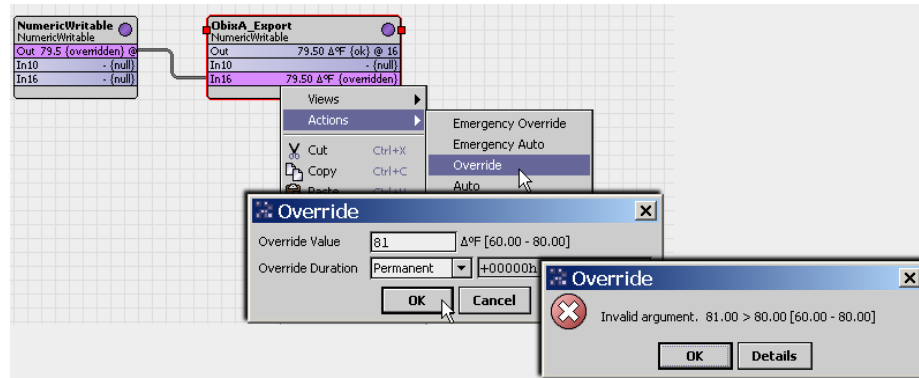 NumericWritable
NumericWritable
Out 79.5 {overridden} @
In10 - {null}
In16 - {null}
ObixA_Export
NumericWritable
Out 79.50 Δ°F {ok} @ 16
In10 - {null}
In16 79.50 Δ°F {overridden}
Views
Actions
Cut Ctrl+X
Copy Ctrl+C
Emergency Override
Emergency Auto
Override
Auto
Override
Override Value 81 Δ°F [60.00 - 80.00]
Override Duration Permanent +00000h
OK Cancel
Override
Invalid argument. 81.00 > 80.00 [60.00 - 80.00]
OK Details